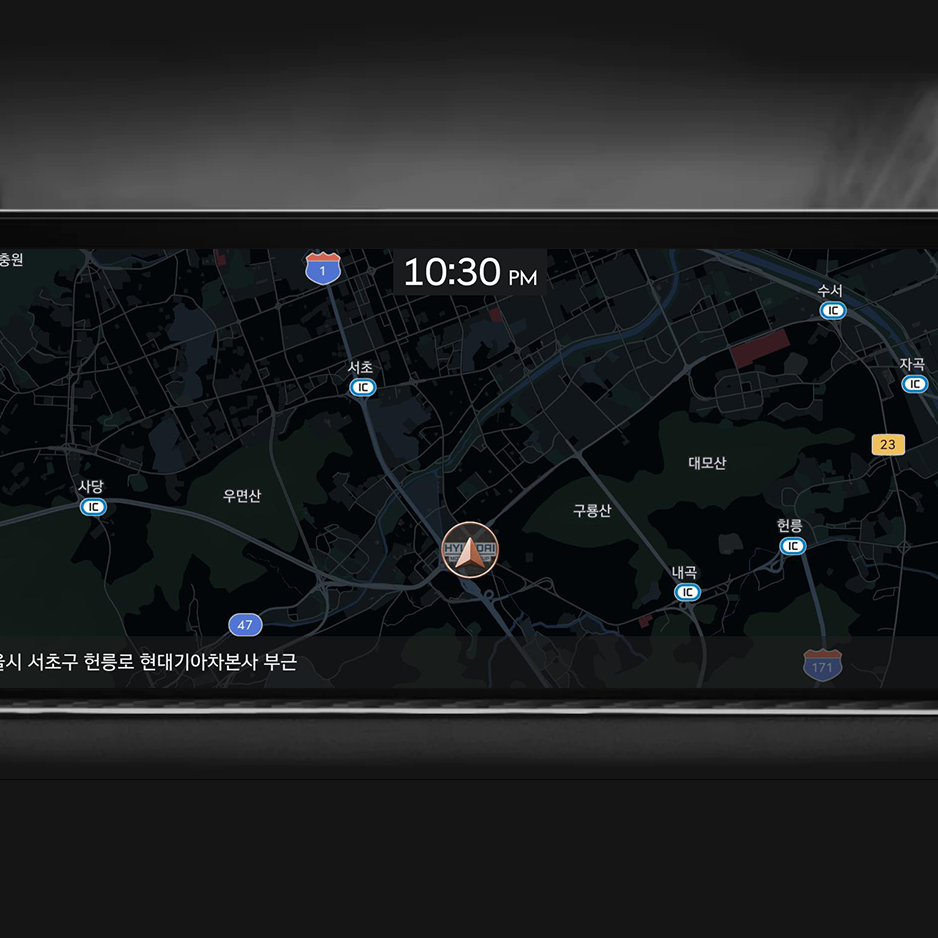 충원
1
10:30 PM
수서
IC
서초
IC
자곡
IC
23
대모산
사당
IC
우면산
구룡산
헌릉
IC
HYUNDAI
내곡
IC
47
울시 서초구 헌릉로 현대기아차본사 부근
171